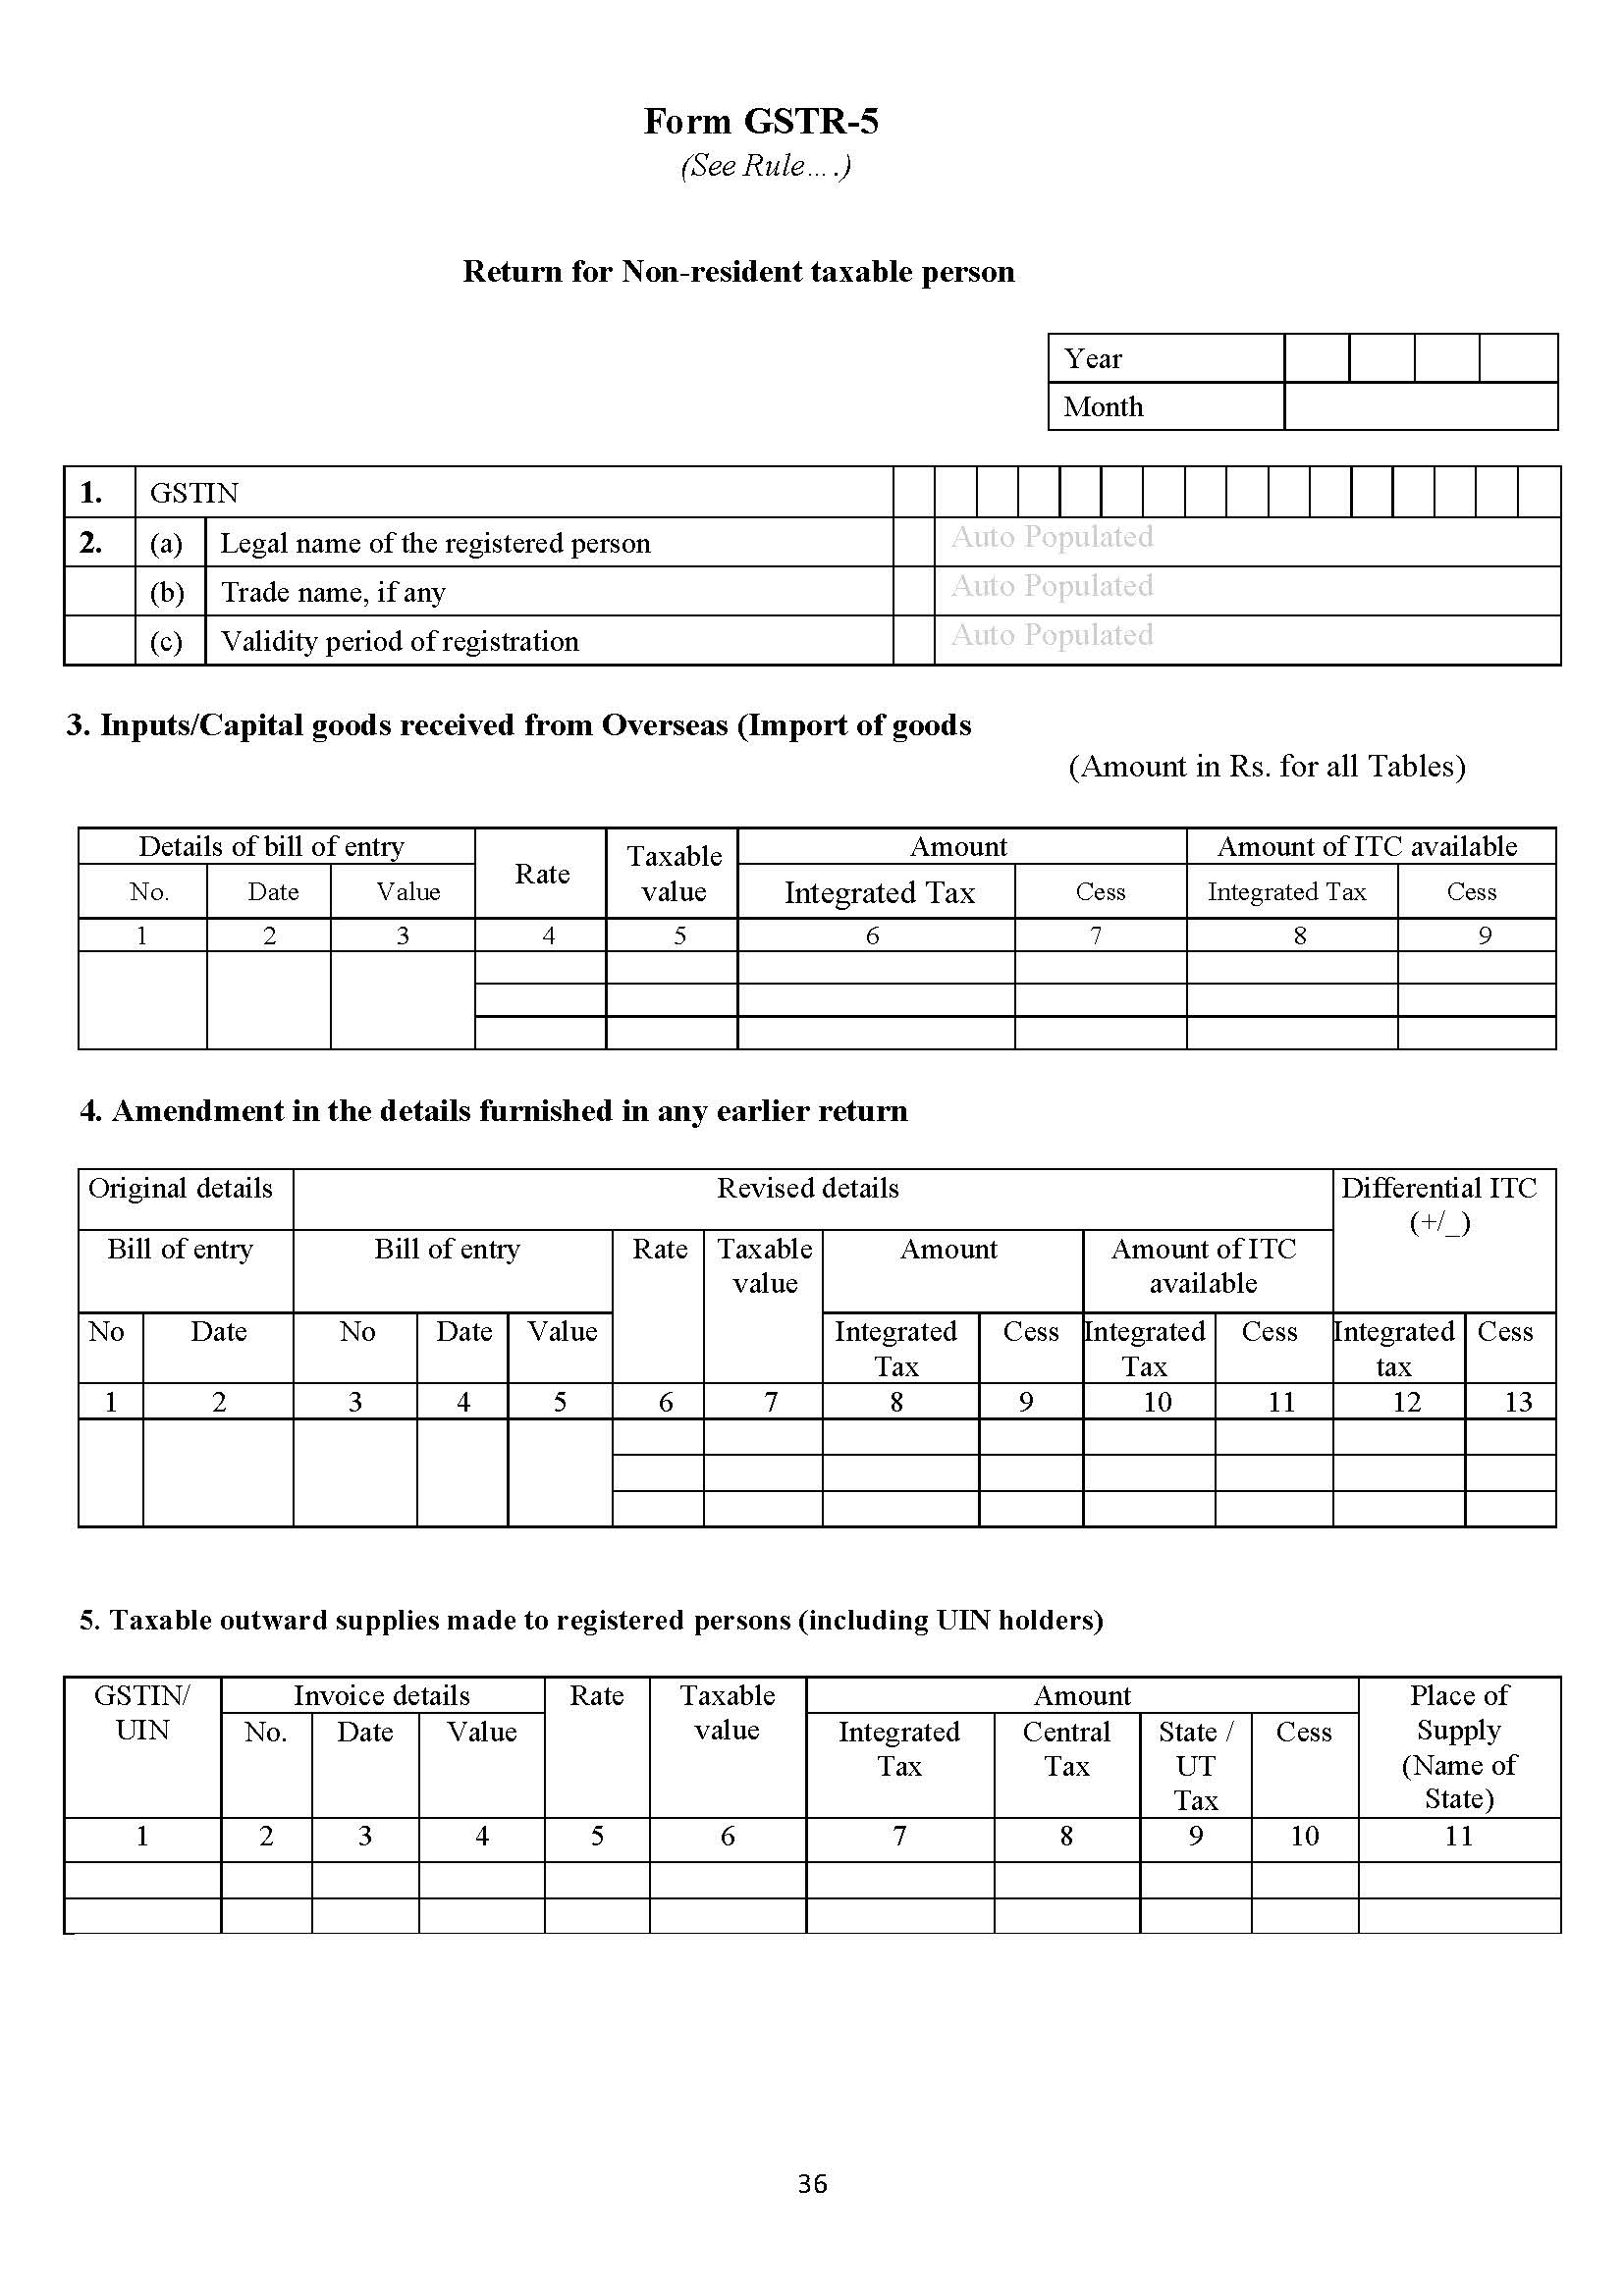 Form GSTR-5
(See Rule….)
Return for Non-resident taxable person
Year
Month
1. GSTIN
2. (a) Legal name of the registered person Auto Populated
(b) Trade name, if any Auto Populated
(c) Validity period of registration Auto Populated
3. Inputs/Capital goods received from Overseas (Import of goods
(Amount in Rs. for all Tables)
Details of bill of entry Rate Taxable value Amount Amount of ITC available
No. Date Value Integrated Tax Cess Integrated Tax Cess
1 2 3 4 5 6 7 8 9
4. Amendment in the details furnished in any earlier return
Original details Revised details Differential ITC
(+/_)
Bill of entry Bill of entry Rate Taxable value Amount Amount of ITC available
No Date No Date Value Integrated Tax Cess Integrated Tax Cess Integrated tax Cess
1 2 3 4 5 6 7 8 9 10 11 12 13
5. Taxable outward supplies made to registered persons (including UIN holders)
GSTIN/ UIN Invoice details Rate Taxable value Amount Place of Supply (Name of State)
No. Date Value Integrated Tax Central Tax State / UT Tax Cess
1 2 3 4 5 6 7 8 9 10 11
36